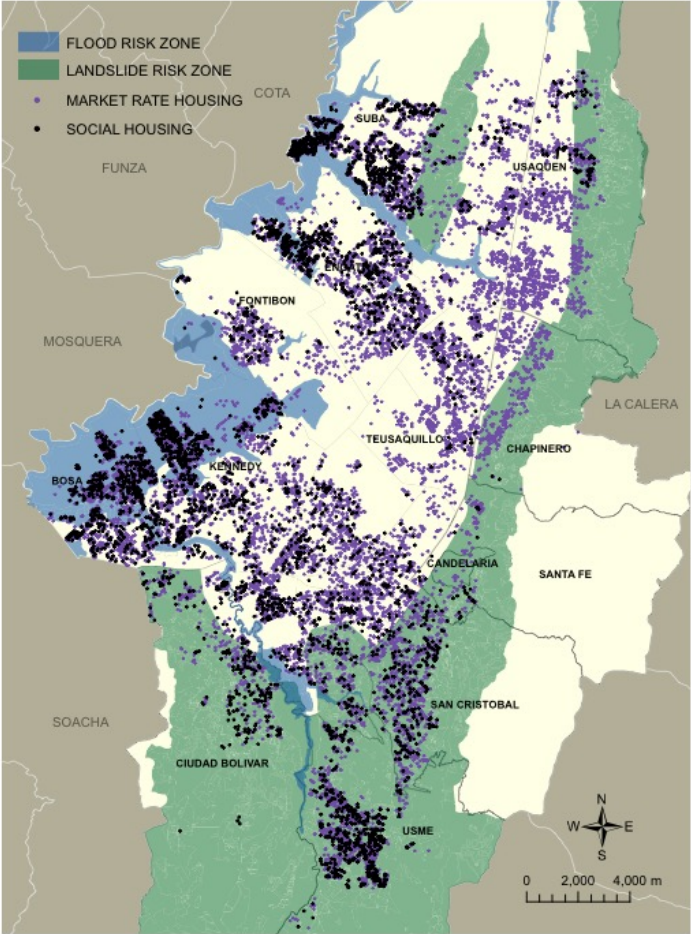 FLOOD RISK ZONE
LANDSLIDE RISK ZONE
MARKET RATE HOUSING
SOCIAL HOUSING
COTA
SUBA
FUNZA
USAQUEN
FONTIBON
MOSQUERA
LA CALERA
TEUSAQUILLO
CHAPINERO
KENNEDY
BOSA
CANDELARIA
SANTA FE
SAN CRISTOBAL
SOACHA
CIUDAD BOLIVAR
USME
N
W E
S
0 2,000 4,000 m